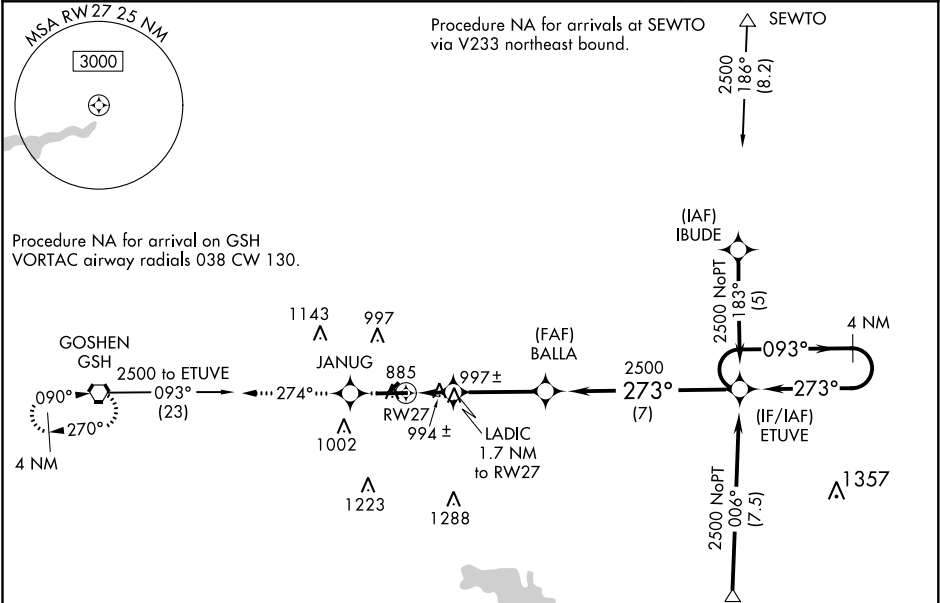 MSA RW27 25 NM
3000
Procedure NA for arrivals at SEWTO
via V233 northeast bound.
SEWTO
2500
186°
(8.2)
Procedure NA for arrival on GSH
VORTAC airway radials 038 CW 130.
(IAF)
IBUDE
2500 NoPT
183°
(5)
4 NM
093°
273°
(IF/IAF)
ETUVE
GOSHEN
GSH
090°
270°
4 NM
2500 to ETUVE
093°
(23)
274°
1143
997
JANUG
885
RW27
997±
994±
LADIC
1.7 NM
to RW27
(FAF)
BALLA
2500
273°
(7)
1002
1223
1288
1357
2500 NoPT
006°
(7.5)